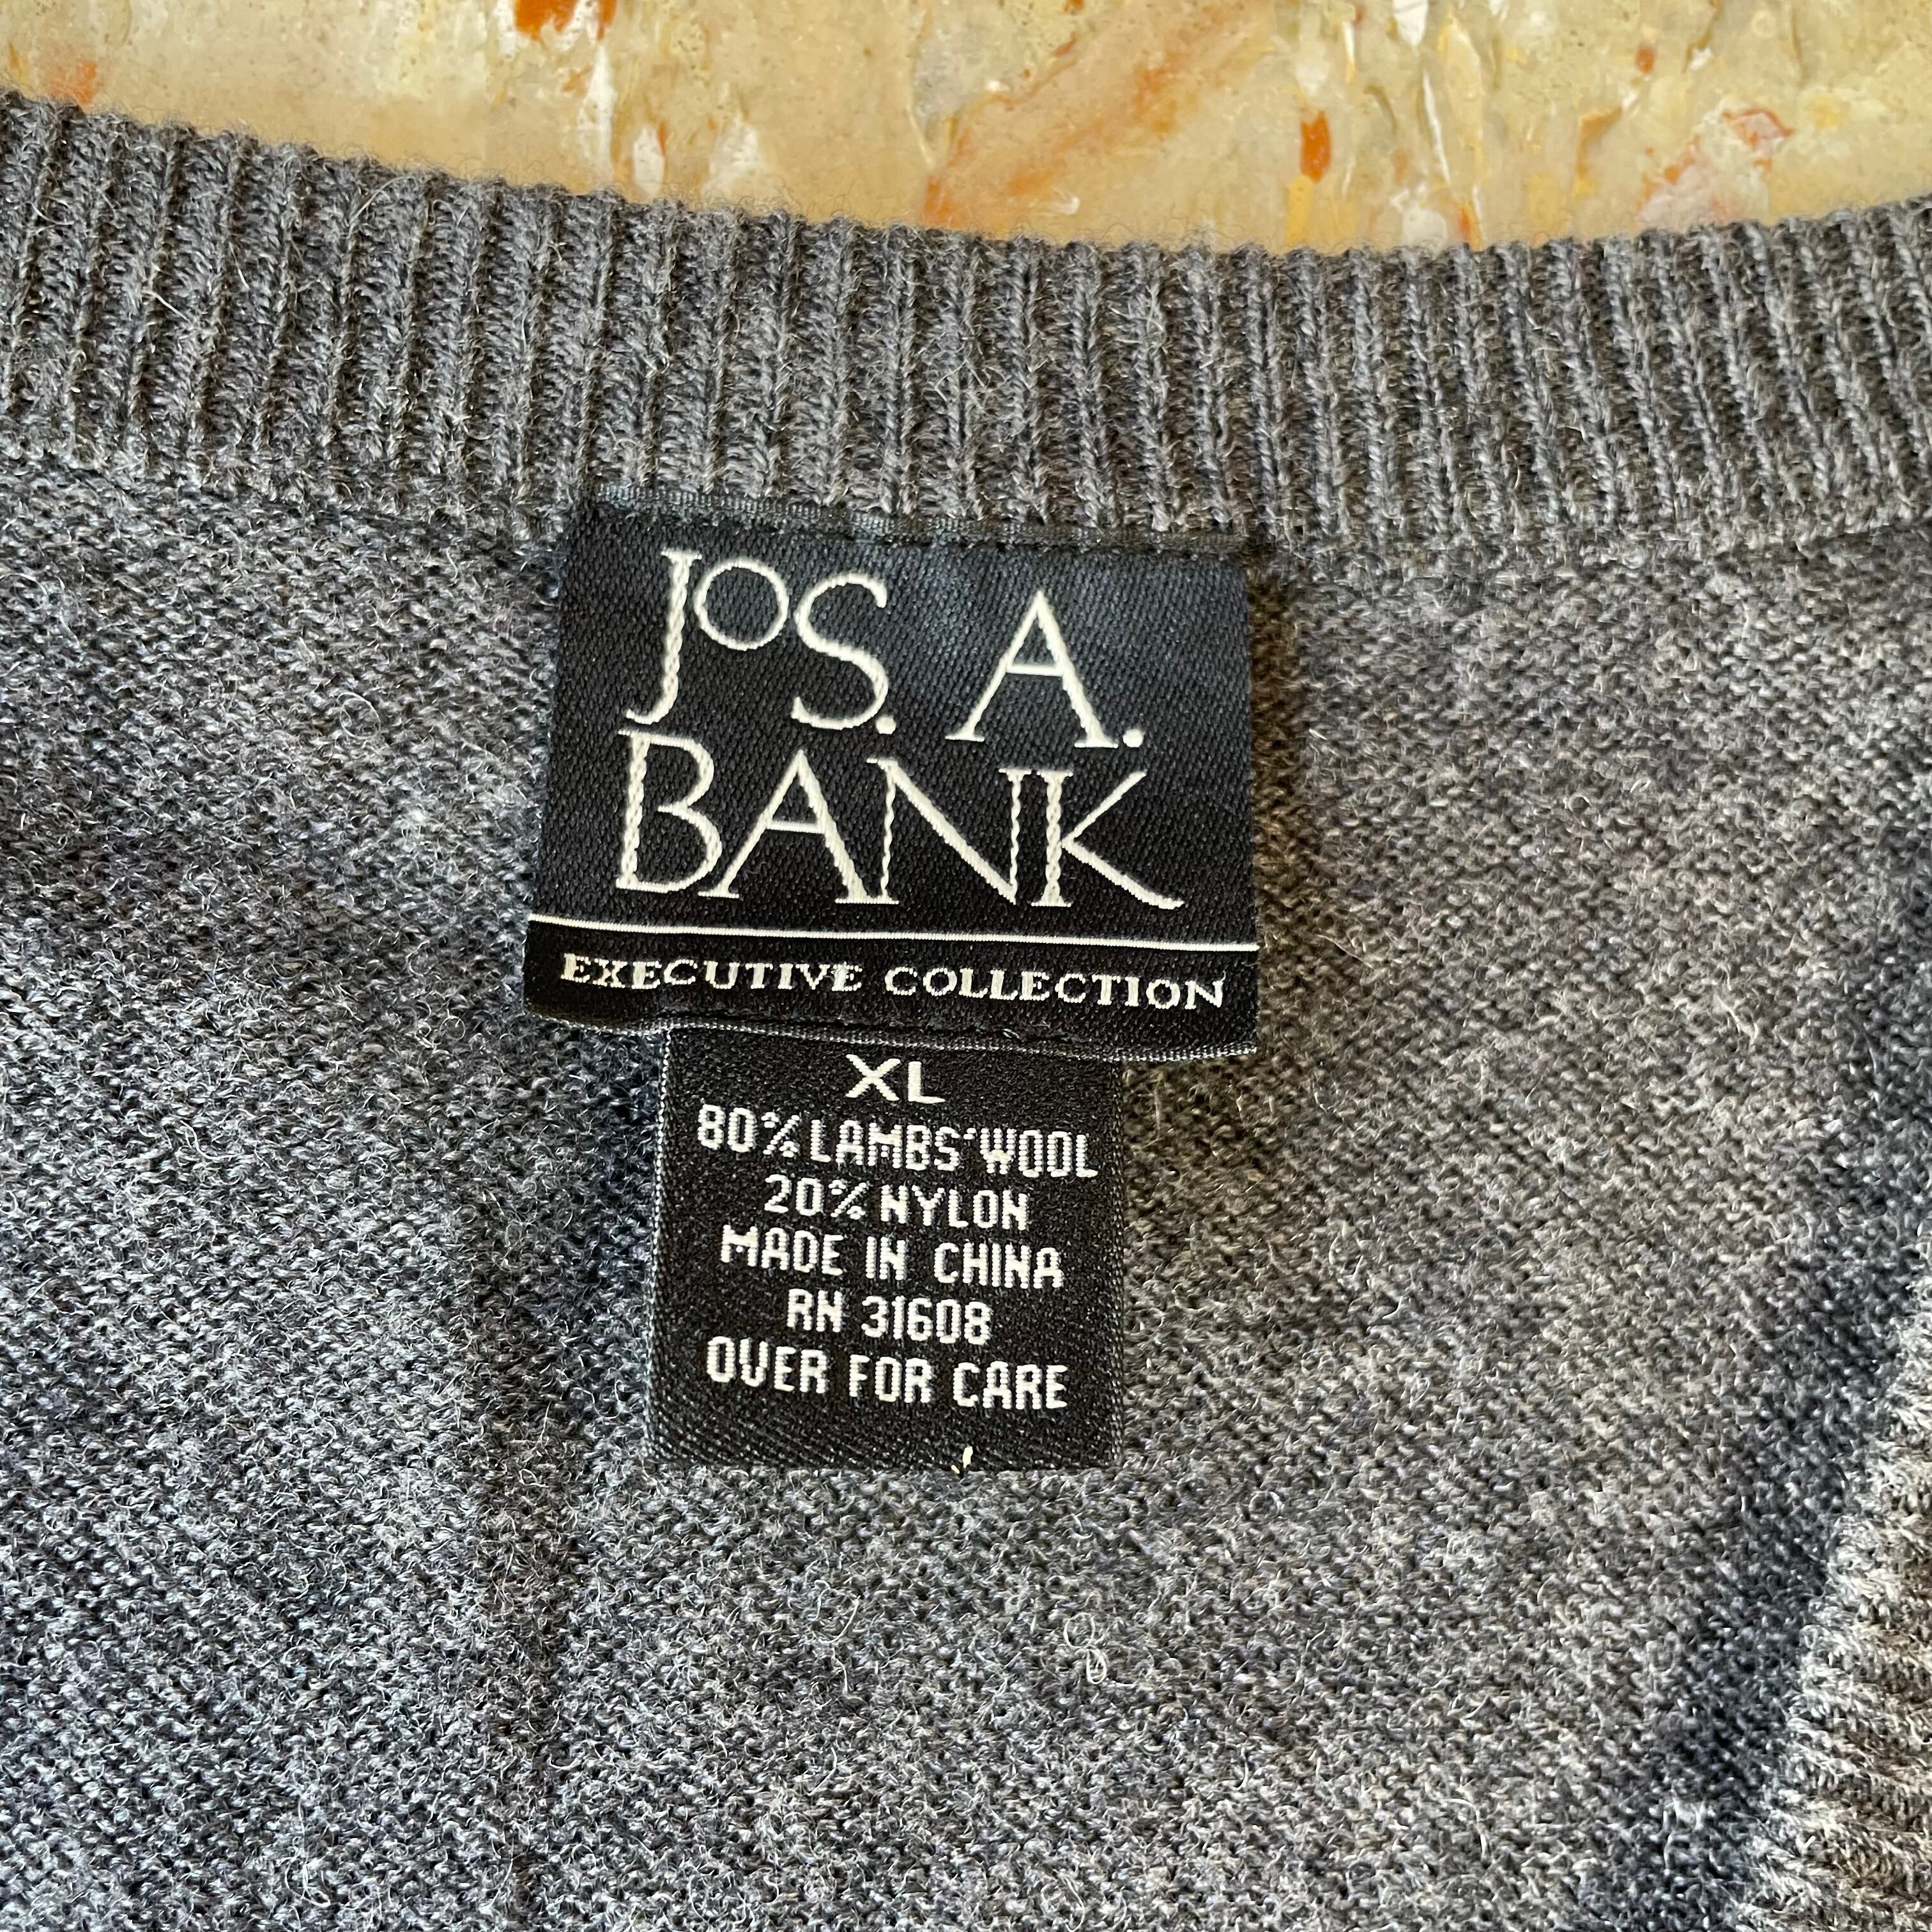 JOS. A.
BANK
EXECUTIVE COLLECTION
XL
80% LAMBS' WOOL
20% NYLON
MADE IN CHINA
RN 31608
OVER FOR CARE